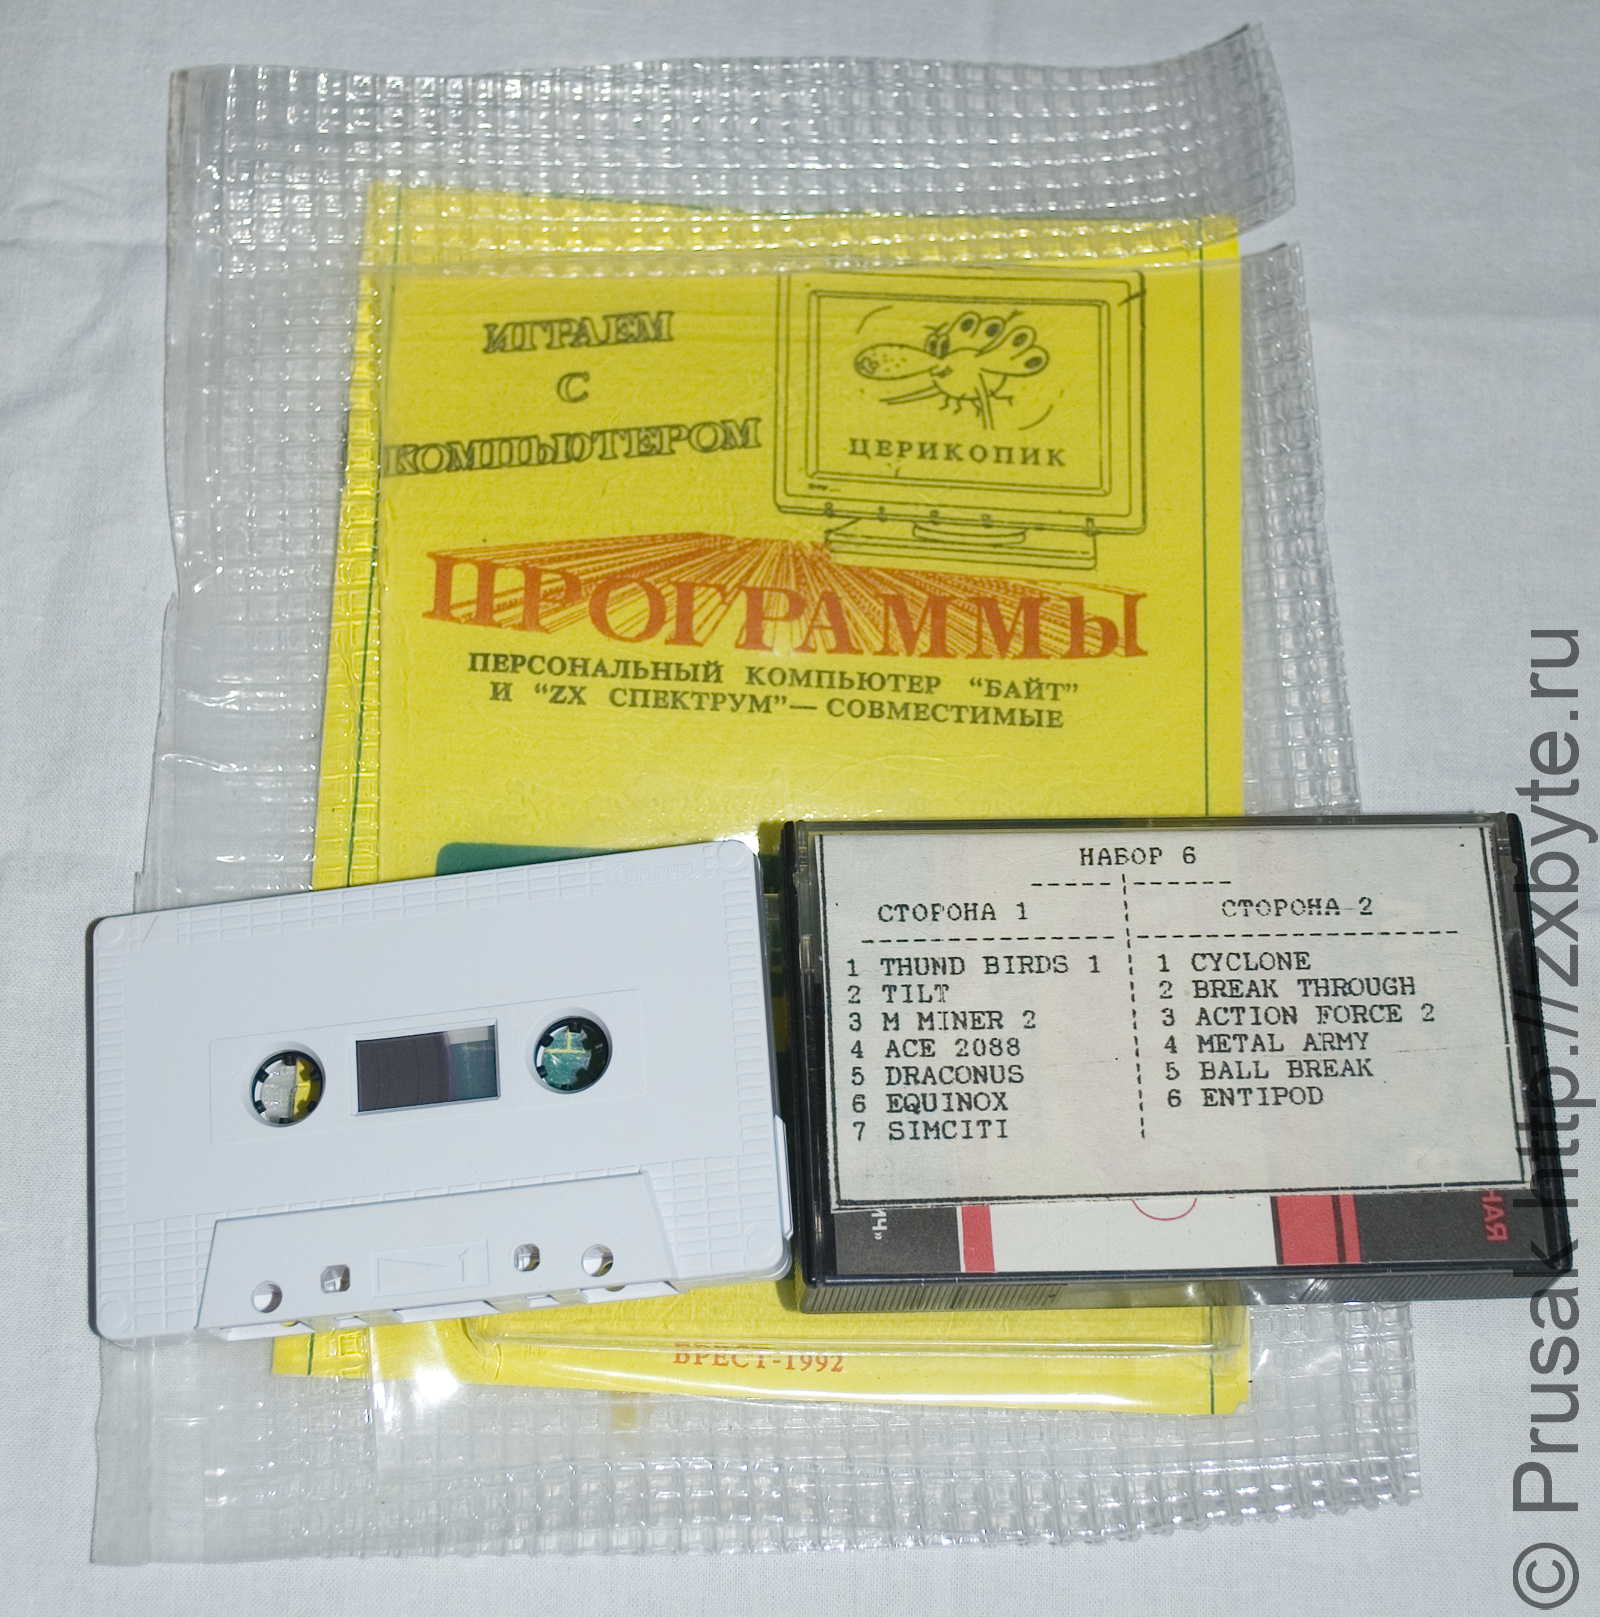 ИГРАЕМ
С
КОМПЬЮТЕРОМ
ЦЕРИКОПИК
ПРОГРАММЫ
ПЕРСОНАЛЬНЫЙ КОМПЬЮТЕР “БАЙТ”
И “ZX СПЕКТРУМ”— СОВМЕСТИМЫЕ
НАБОР 6
СТОРОНА 1
СТОРОНА 2
1 THUND BIRDS 1
2 TILT
3 M MINER 2
4 ACE 2088
5 DRACONUS
6 EQUINOX
7 SIMCITI
1 CYCLONE
2 BREAK THROUGH
3 ACTION FORCE 2
4 METAL ARMY
5 BALL BREAK
6 ENTIPOD
1
БРЕСТ-1992
© Prusak http://zxbyte.ru